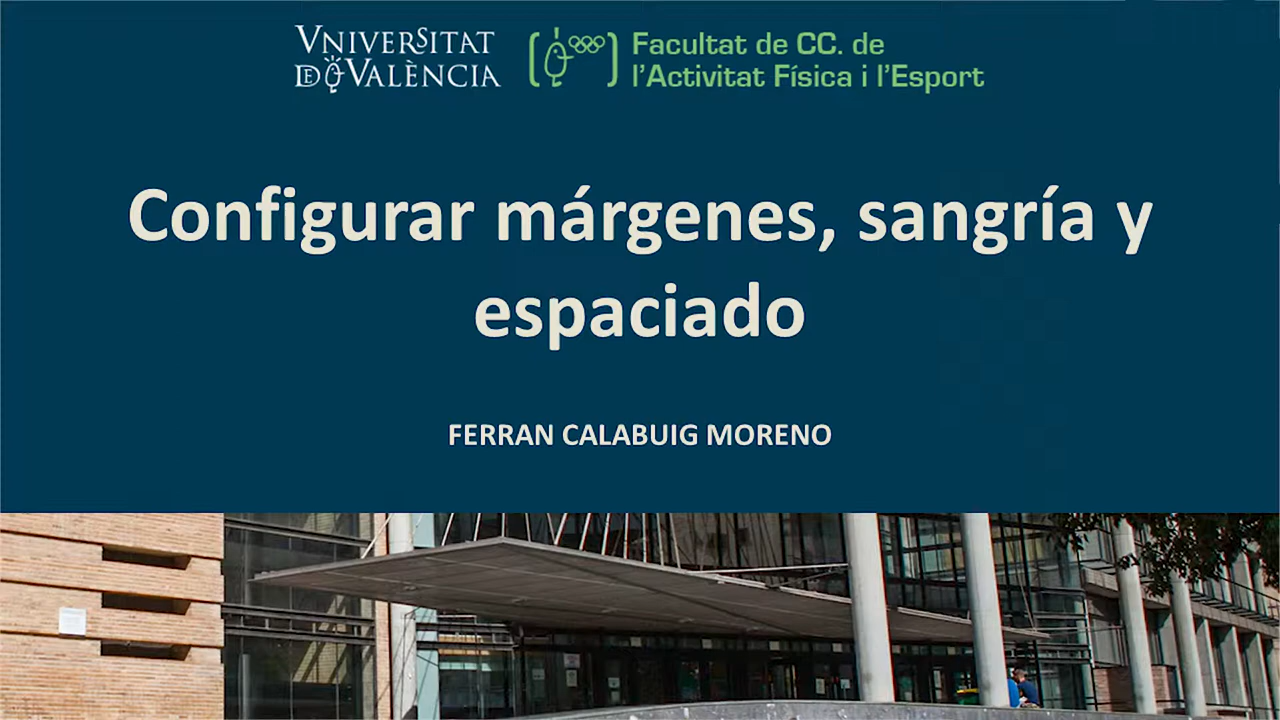 VNIVERSITAT
DE VALÈNCIA
Facultat de CC. de
l'Activitat Física i l'Esport
Configurar márgenes, sangría y
espaciado
FERRAN CALABUIG MORENO